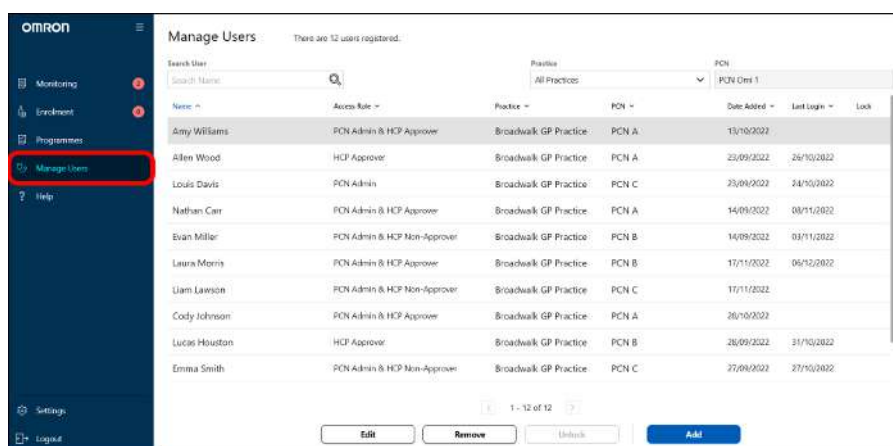 OMRON
Manage Users
There are 12 users registered.
Search User
Practice
PCN
Search Name
All Practices
PCN Omi 1
Monitoring
Enrolment
Programmes
Manage Users
Help
Name
Access Role
Practice
PCN
Date Added
Last Login
Lock
Amy Williams PCN Admin & HCP Approver Broadwalk GP Practice PCN A 13/10/2022
Allen Wood HCP Approver Broadwalk GP Practice PCN A 23/09/2022 26/10/2022
Louis Davis PCN Admin Broadwalk GP Practice PCN C 23/09/2022 24/10/2022
Nathan Carr PCN Admin & HCP Approver Broadwalk GP Practice PCN A 14/09/2022 08/11/2022
Evan Miller PCN Admin & HCP Non-Approver Broadwalk GP Practice PCN B 14/09/2022 03/11/2022
Laura Morris PCN Admin & HCP Approver Broadwalk GP Practice PCN B 17/11/2022 06/12/2022
Liam Lawson PCN Admin & HCP Non-Approver Broadwalk GP Practice PCN C 17/11/2022
Cody Johnson PCN Admin & HCP Approver Broadwalk GP Practice PCN A 28/10/2022
Lucas Houston HCP Approver Broadwalk GP Practice PCN B 28/09/2022 31/10/2022
Emma Smith PCN Admin & HCP Non-Approver Broadwalk GP Practice PCN C 27/09/2022 27/10/2022
1 - 12 of 12
Settings
Logout
Edit
Remove
Unlock
Add